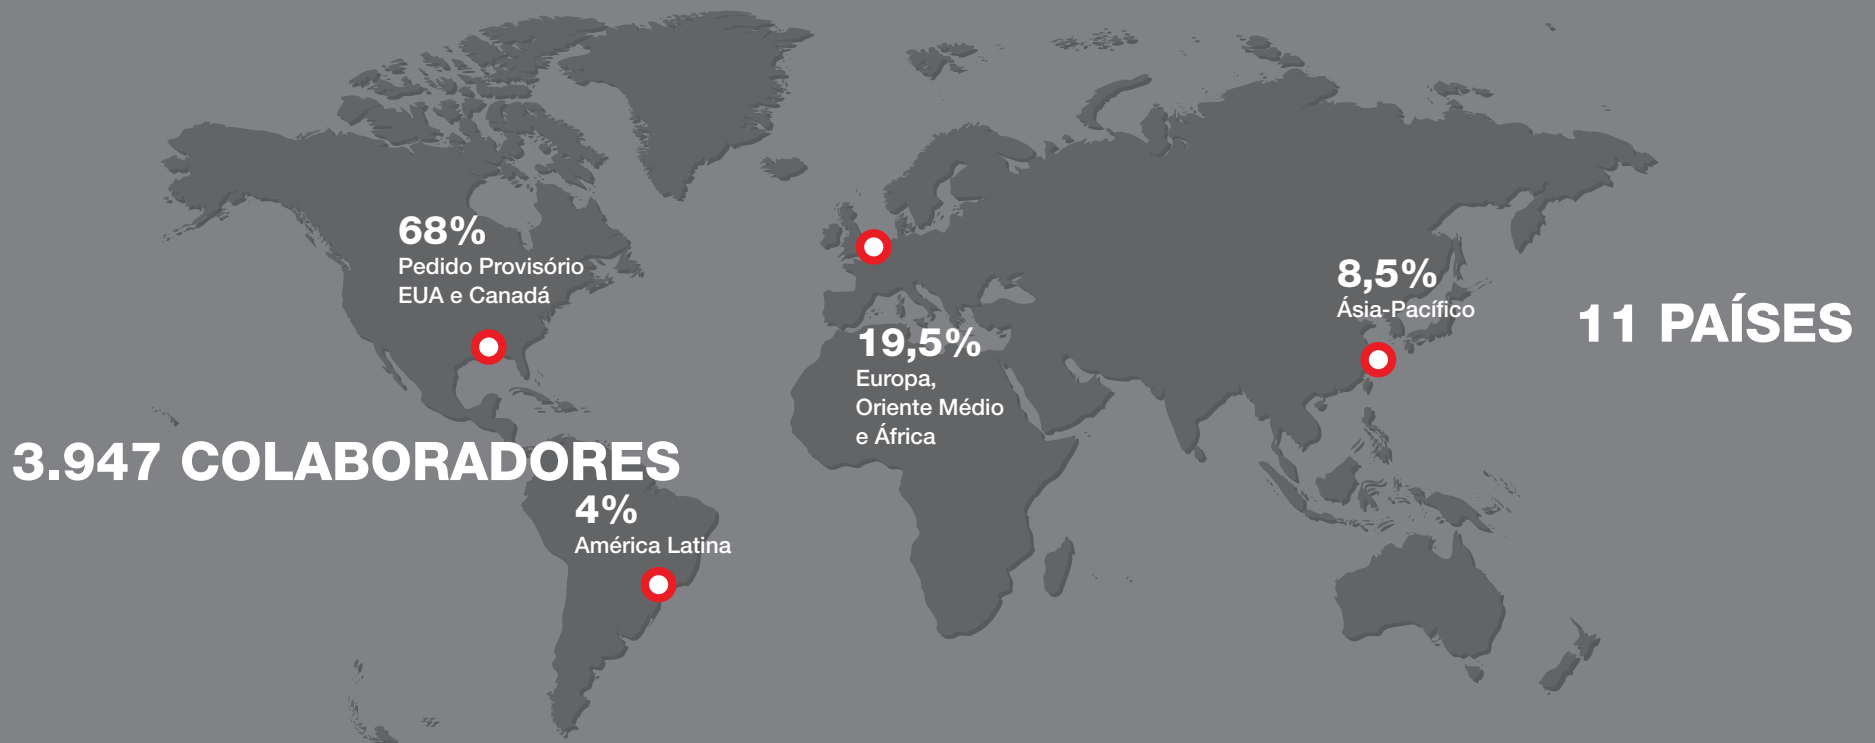 68%
Pedido Provisório
EUA e Canadá
19,5%
Europa,
Oriente Médio
e África
8,5%
Ásia-Pacífico
11 PAÍSES
3.947 COLABORADORES
4%
América Latina